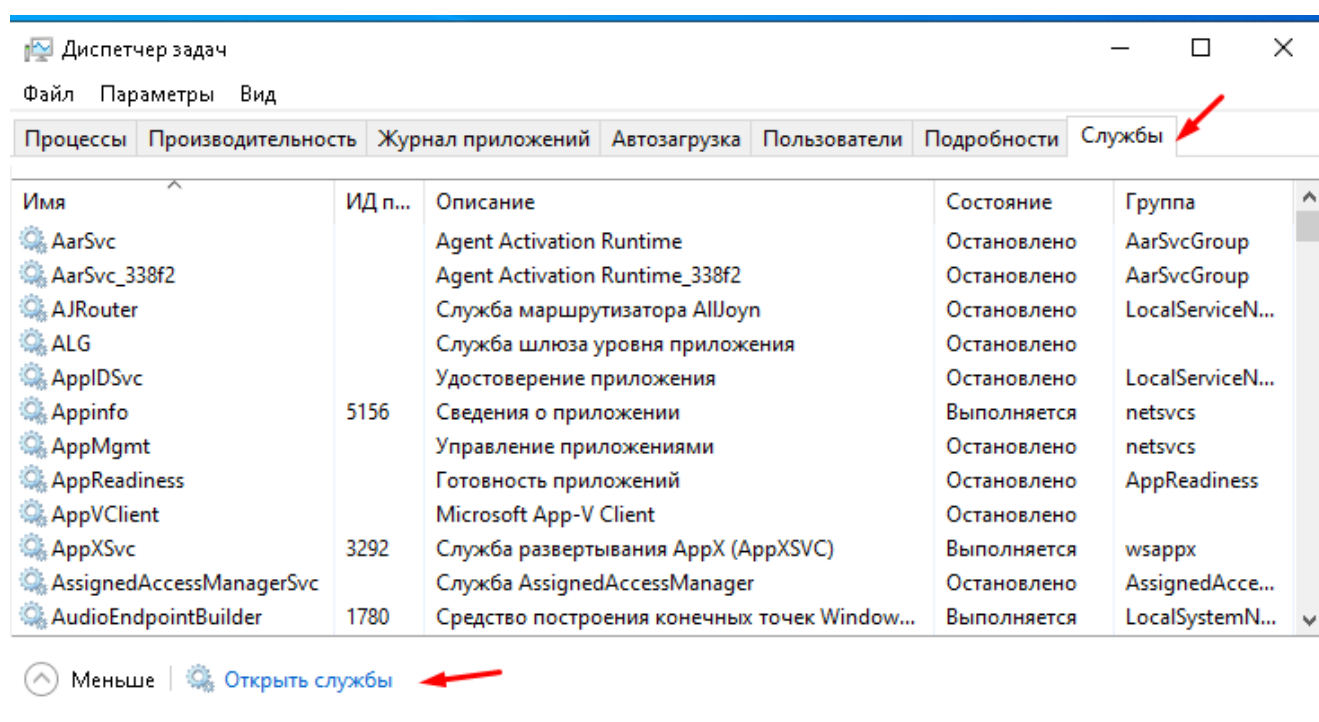 Диспетчер задач
Файл Параметры Вид
Процессы Производительность Журнал приложений Автозагрузка Пользователи Подробности Службы
Имя ИД п... Описание Состояние Группа
AarSvc Agent Activation Runtime Остановлено AarSvcGroup
AarSvc_338f2 Agent Activation Runtime_338f2 Остановлено AarSvcGroup
AJRouter Служба маршрутизатора AllJoyn Остановлено LocalServiceN...
ALG Служба шлюза уровня приложения Остановлено
AppIDSvc Удостоверение приложения Остановлено LocalServiceN...
Appinfo 5156 Сведения о приложении Выполняется netsvcs
AppMgmt Управление приложениями Остановлено netsvcs
AppReadiness Готовность приложений Остановлено AppReadiness
AppVClient Microsoft App-V Client Остановлено
AppXSvc 3292 Служба развертывания AppX (AppXSVC) Выполняется wsappx
AssignedAccessManagerSvc Служба AssignedAccessManager Остановлено AssignedAcce...
AudioEndpointBuilder 1780 Средство построения конечных точек Window... Выполняется LocalSystemN...
Меньше Открыть службы